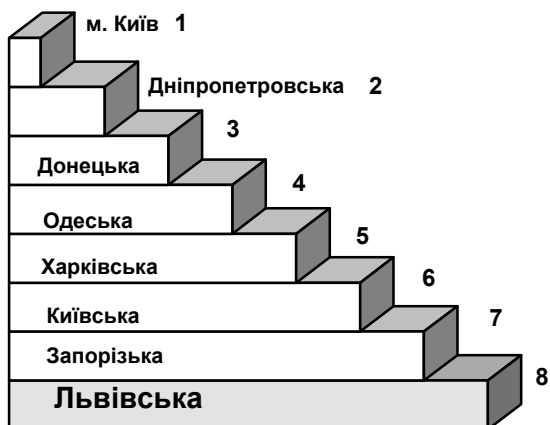 м. Київ 1
Дніпропетровська 2
3
Донецька
4
Одеська
5
Харківська
6
Київська
7
Запорізька
8
Львівська